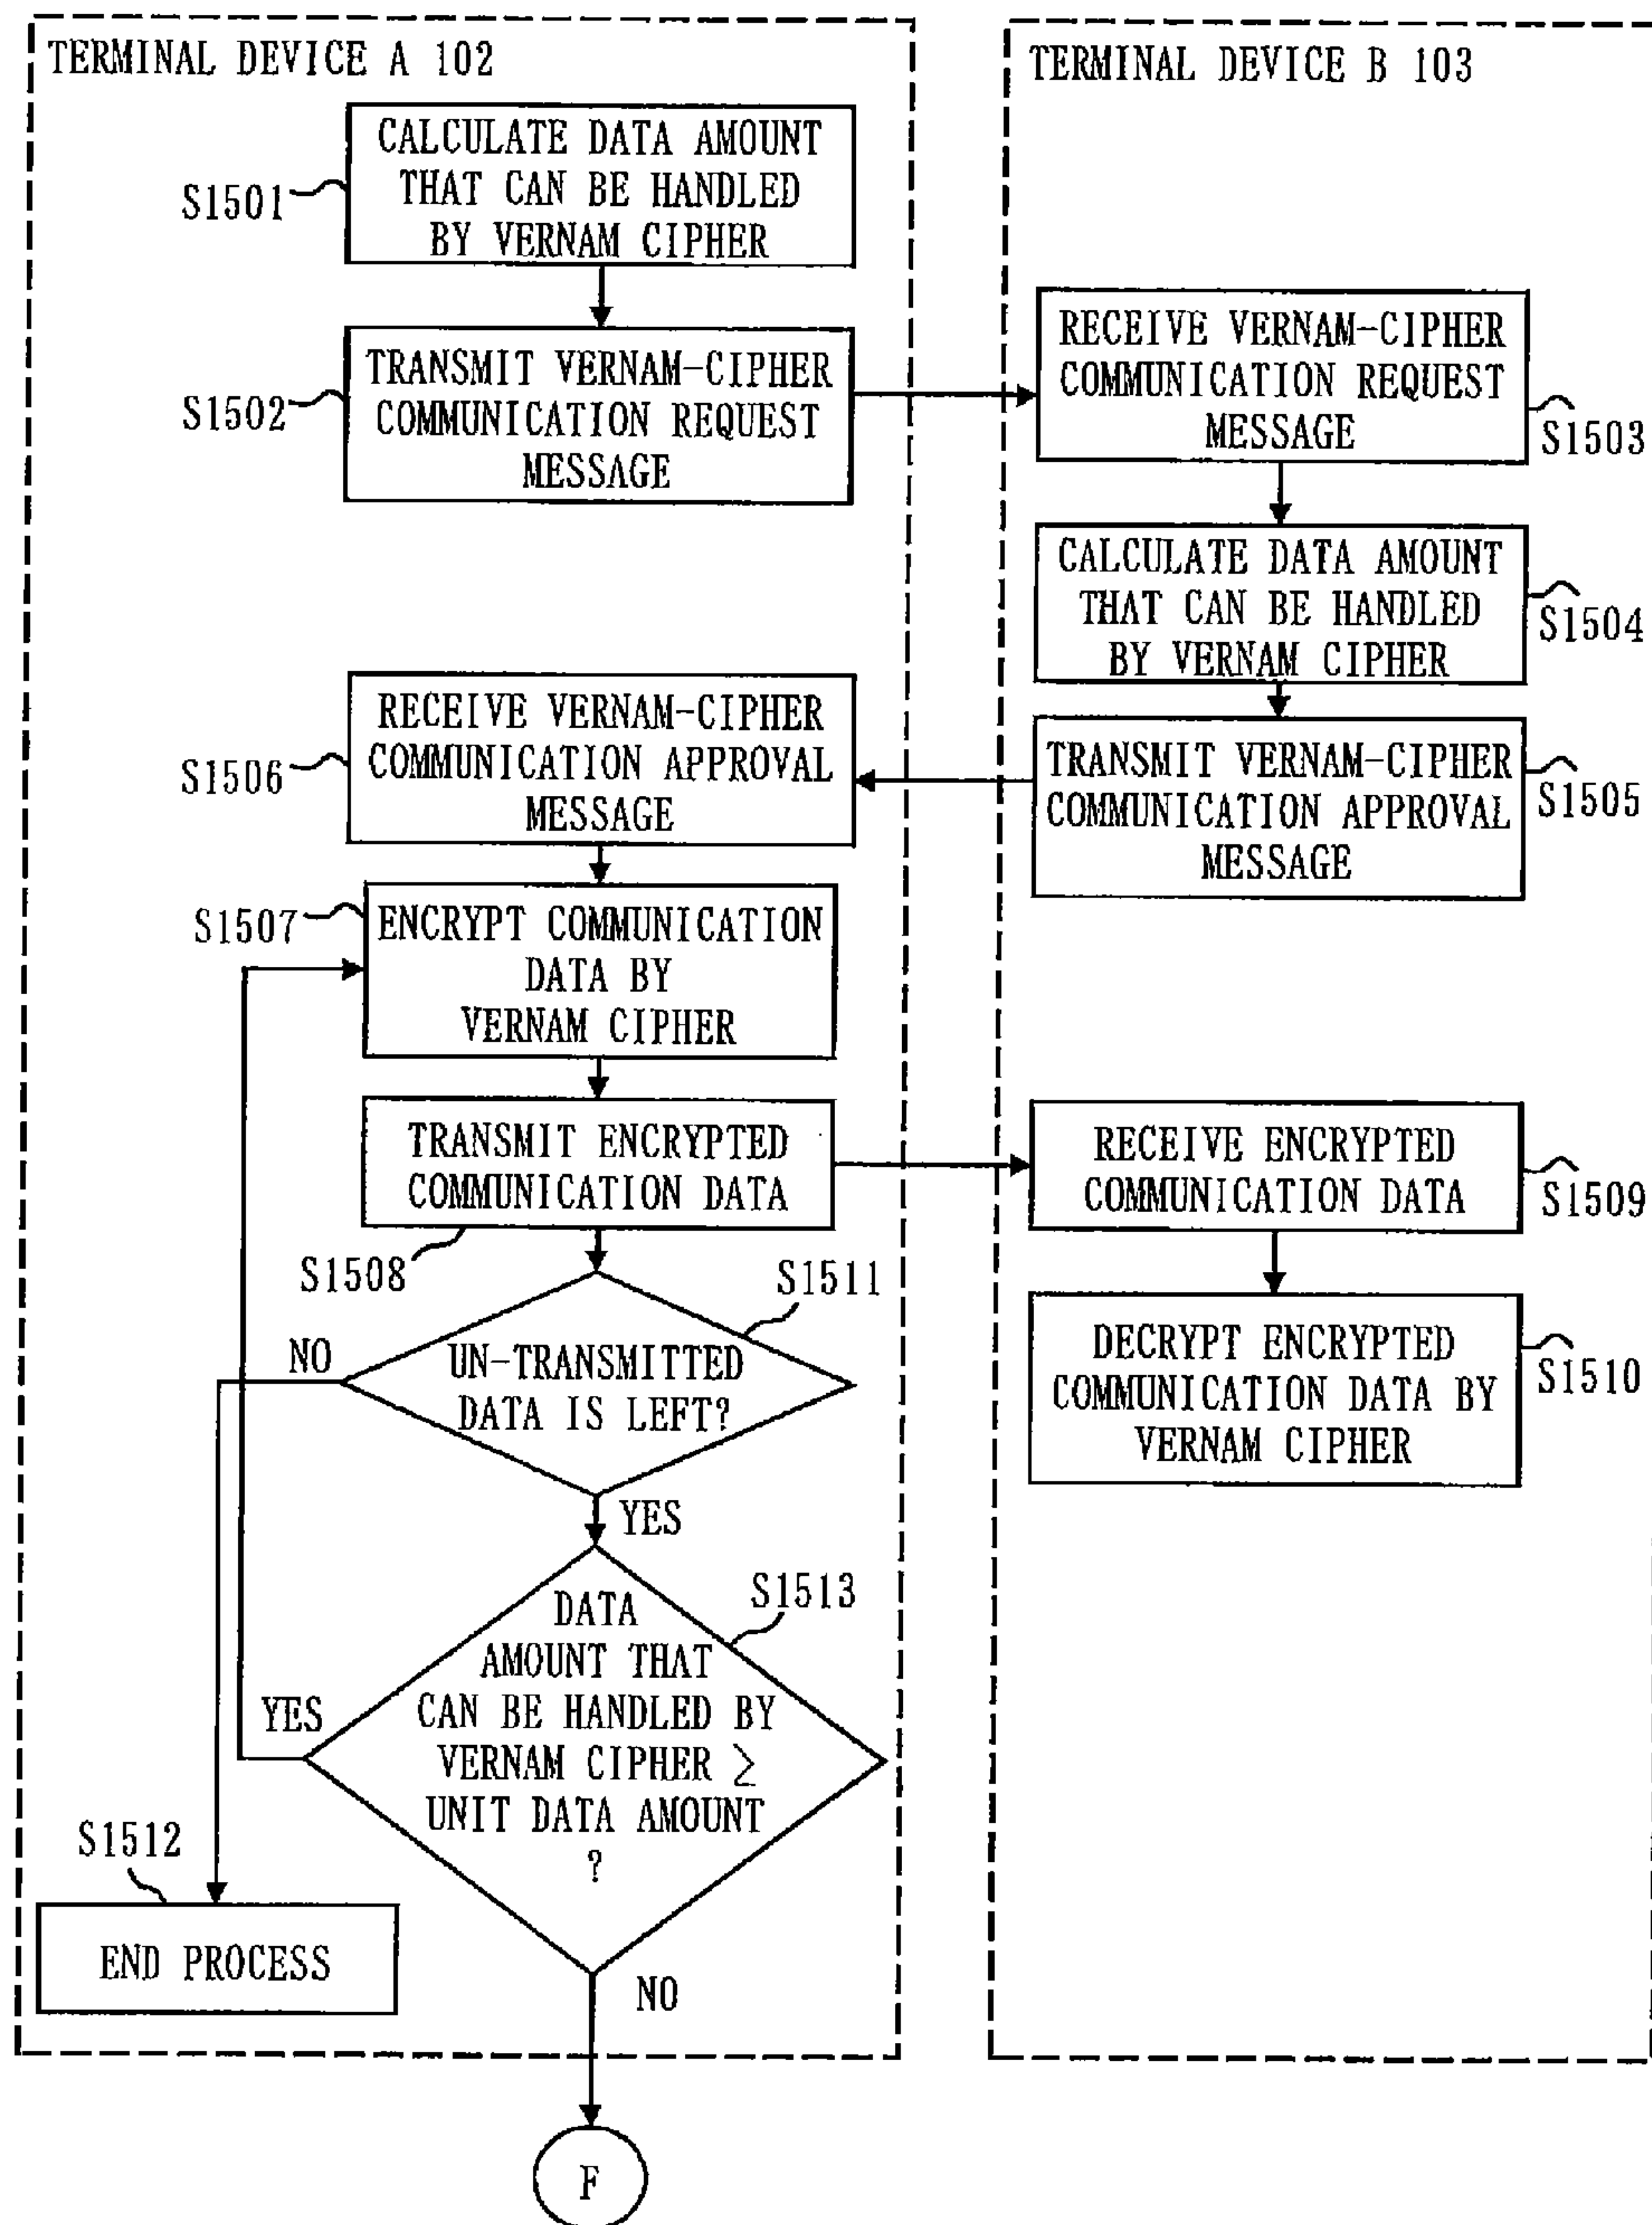 TERMINAL DEVICE A 102
CALCULATE DATA AMOUNT
THAT CAN BE HANDLED
BY VERNAM CIPHER
S1501
TRANSMIT VERNAM-CIPHER
COMMUNICATION REQUEST
MESSAGE
S1502
RECEIVE VERNAM-CIPHER
COMMUNICATION APPROVAL
MESSAGE
S1506
S1507
ENCRYPT COMMUNICATION
DATA BY
VERNAM CIPHER
TRANSMIT ENCRYPTED
COMMUNICATION DATA
S1508
S1511
NO
UN-TRANSMITTED
DATA IS LEFT?
YES
S1513
DATA
AMOUNT THAT
CAN BE HANDLED BY
VERNAM CIPHER ≥
UNIT DATA AMOUNT
?
YES
S1512
END PROCESS
NO
F
TERMINAL DEVICE B 103
RECEIVE VERNAM-CIPHER
COMMUNICATION REQUEST
MESSAGE
S1503
CALCULATE DATA AMOUNT
THAT CAN BE HANDLED
BY VERNAM CIPHER
S1504
TRANSMIT VERNAM-CIPHER
COMMUNICATION APPROVAL
MESSAGE
S1505
RECEIVE ENCRYPTED
COMMUNICATION DATA
S1509
DECRYPT ENCRYPTED
COMMUNICATION DATA BY
VERNAM CIPHER
S1510